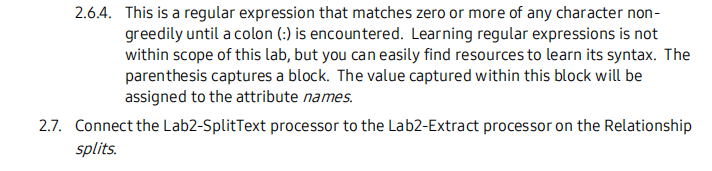 2.6.4. This is a regular expression that matches zero or more of any character non-
greedily until a colon (:) is encountered. Learning regular expressions is not
within scope of this lab, but you can easily find resources to learn its syntax. The
parenthesis captures a block. The value captured within this block will be
assigned to the attribute names.
2.7. Connect the Lab2-SplitText processor to the Lab2-Extract processor on the Relationship
splits.